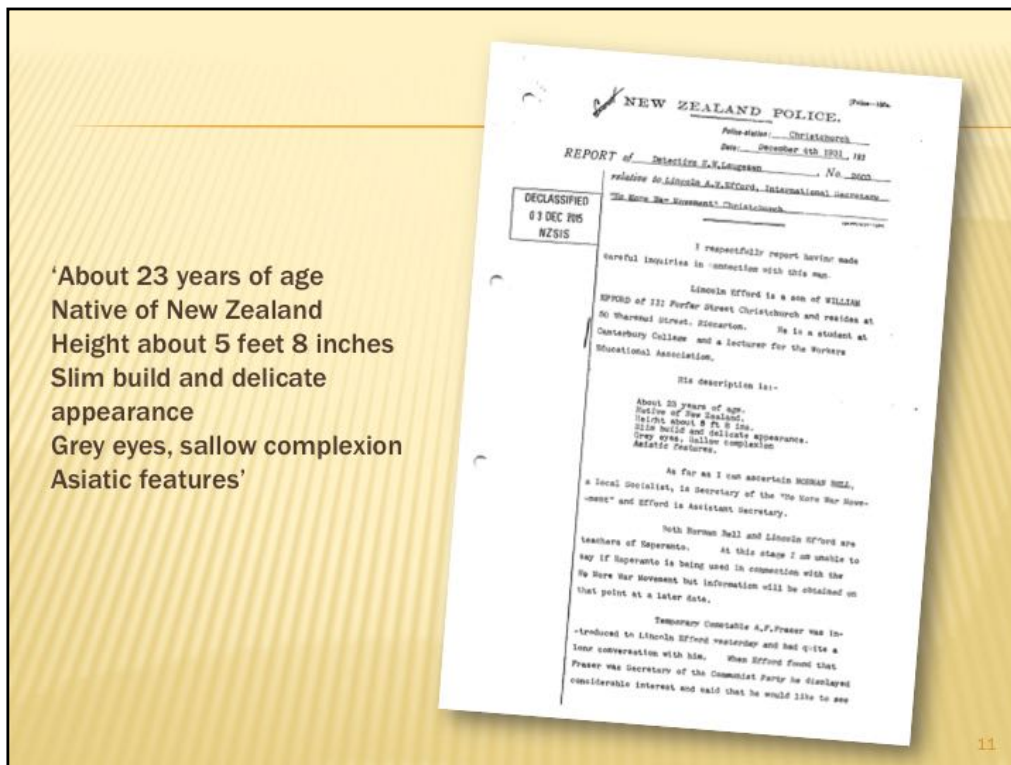 ‘About 23 years of age
Native of New Zealand
Height about 5 feet 8 inches
Slim build and delicate
appearance
Grey eyes, sallow complexion
Asiatic features’
NEW ZEALAND POLICE.
Police-station: Christchurch
Date: December 4th 1931, 193
REPORT of Detective Laugesen, No.
relative to Lincoln A.W.Efford, International Secretary
"No More War Movement" Christchurch
DECLASSIFIED
03 DEC 2015
NZSIS
I respectfully report having made
careful inquiries in connection with this man.
Lincoln Efford is a son of WILLIAM
EFFORD of Street Christchurch and resides at
Street, Riccarton. He is a student at
Canterbury College and a lecturer for the Workers
Educational Association.
His description is:-
About 23 years of age.
Native of New Zealand.
Height about 5 ft 8 ins.
Slim build and delicate appearance.
Grey eyes, Sallow complexion
Asiatic features.
As far as I can ascertain NORMAN BELL,
a local Socialist, is Secretary of the "No More War Move-
-ment" and Efford is Assistant Secretary.
Both Norman Bell and Lincoln Efford are
teachers of Esperanto. At this stage I am unable to
say if Esperanto is being used in connection with the
No More War Movement but information will be obtained on
that point at a later date.
Temporary Constable A.F.Fraser was in-
-troduced to Lincoln Efford yesterday and had quite a
long conversation with him. When Efford found that
Fraser was Secretary of the Communist Party he displayed
considerable interest and said that he would like to see
11